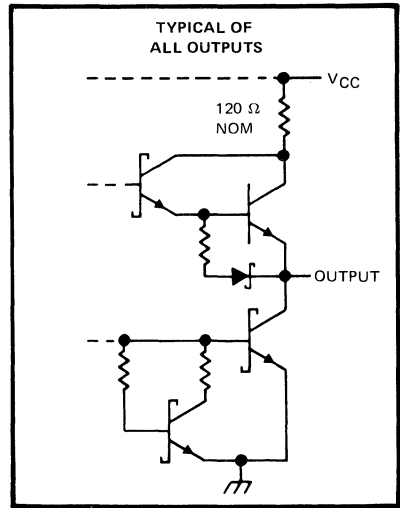 TYPICAL OF
ALL OUTPUTS
VCC
120 Ω
NOM
OUTPUT